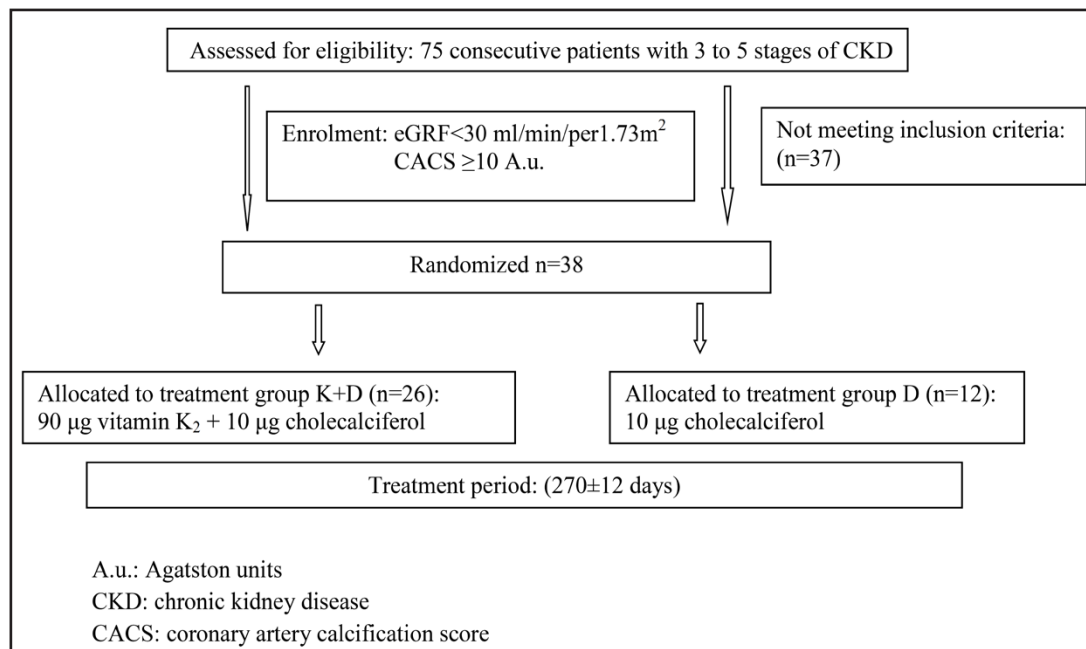 Assessed for eligibility: 75 consecutive patients with 3 to 5 stages of CKD
Enrolment: eGRF<30 ml/min/per1.73m²
CACS ≥10 A.u.
Not meeting inclusion criteria:
(n=37)
Randomized n=38
Allocated to treatment group K+D (n=26):
90 µg vitamin K₂ + 10 µg cholecalciferol
Allocated to treatment group D (n=12):
10 µg cholecalciferol
Treatment period: (270±12 days)
A.u.: Agatston units
CKD: chronic kidney disease
CACS: coronary artery calcification score